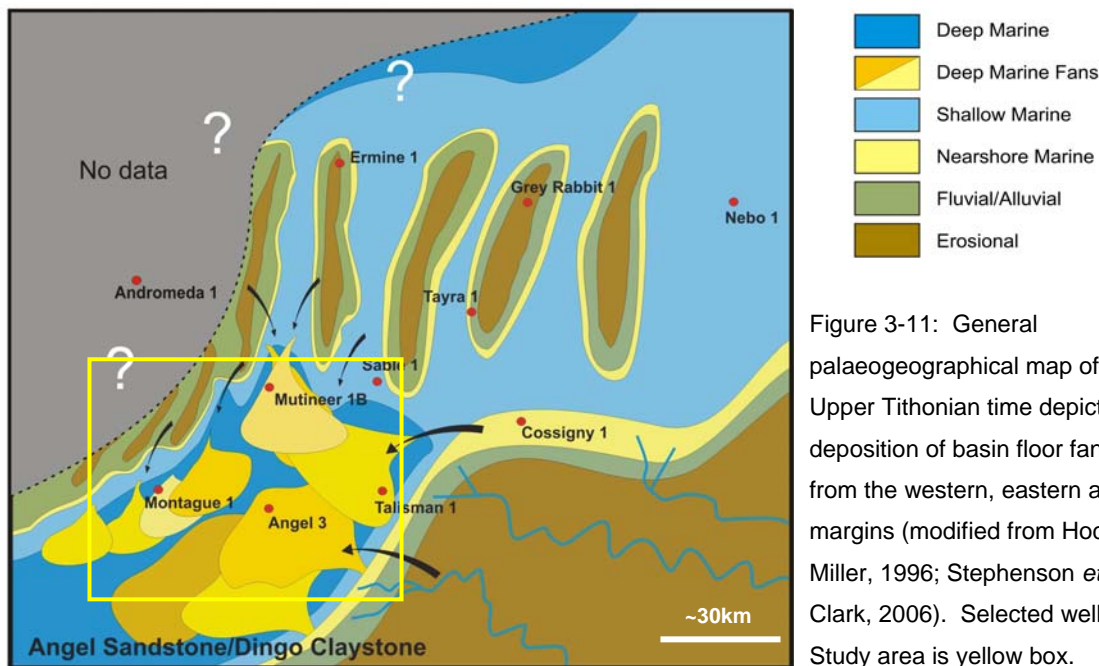 ?
?
No data
Ermine 1
Grey Rabbit 1
Nebo 1
Andromeda 1
Tayra 1
?
Sable 1
Mutineer 1B
Cossigny 1
Montague 1
Talisman 1
Angel 3
~30km
Angel Sandstone/Dingo Claystone
Deep Marine
Deep Marine Fans
Shallow Marine
Nearshore Marine
Fluvial/Alluvial
Erosional
Figure 3-11: General
palaeogeographical map of
Upper Tithonian time depict
deposition of basin floor fan
from the western, eastern a
margins (modified from Hoc
Miller, 1996; Stephenson et
Clark, 2006). Selected well
Study area is yellow box.